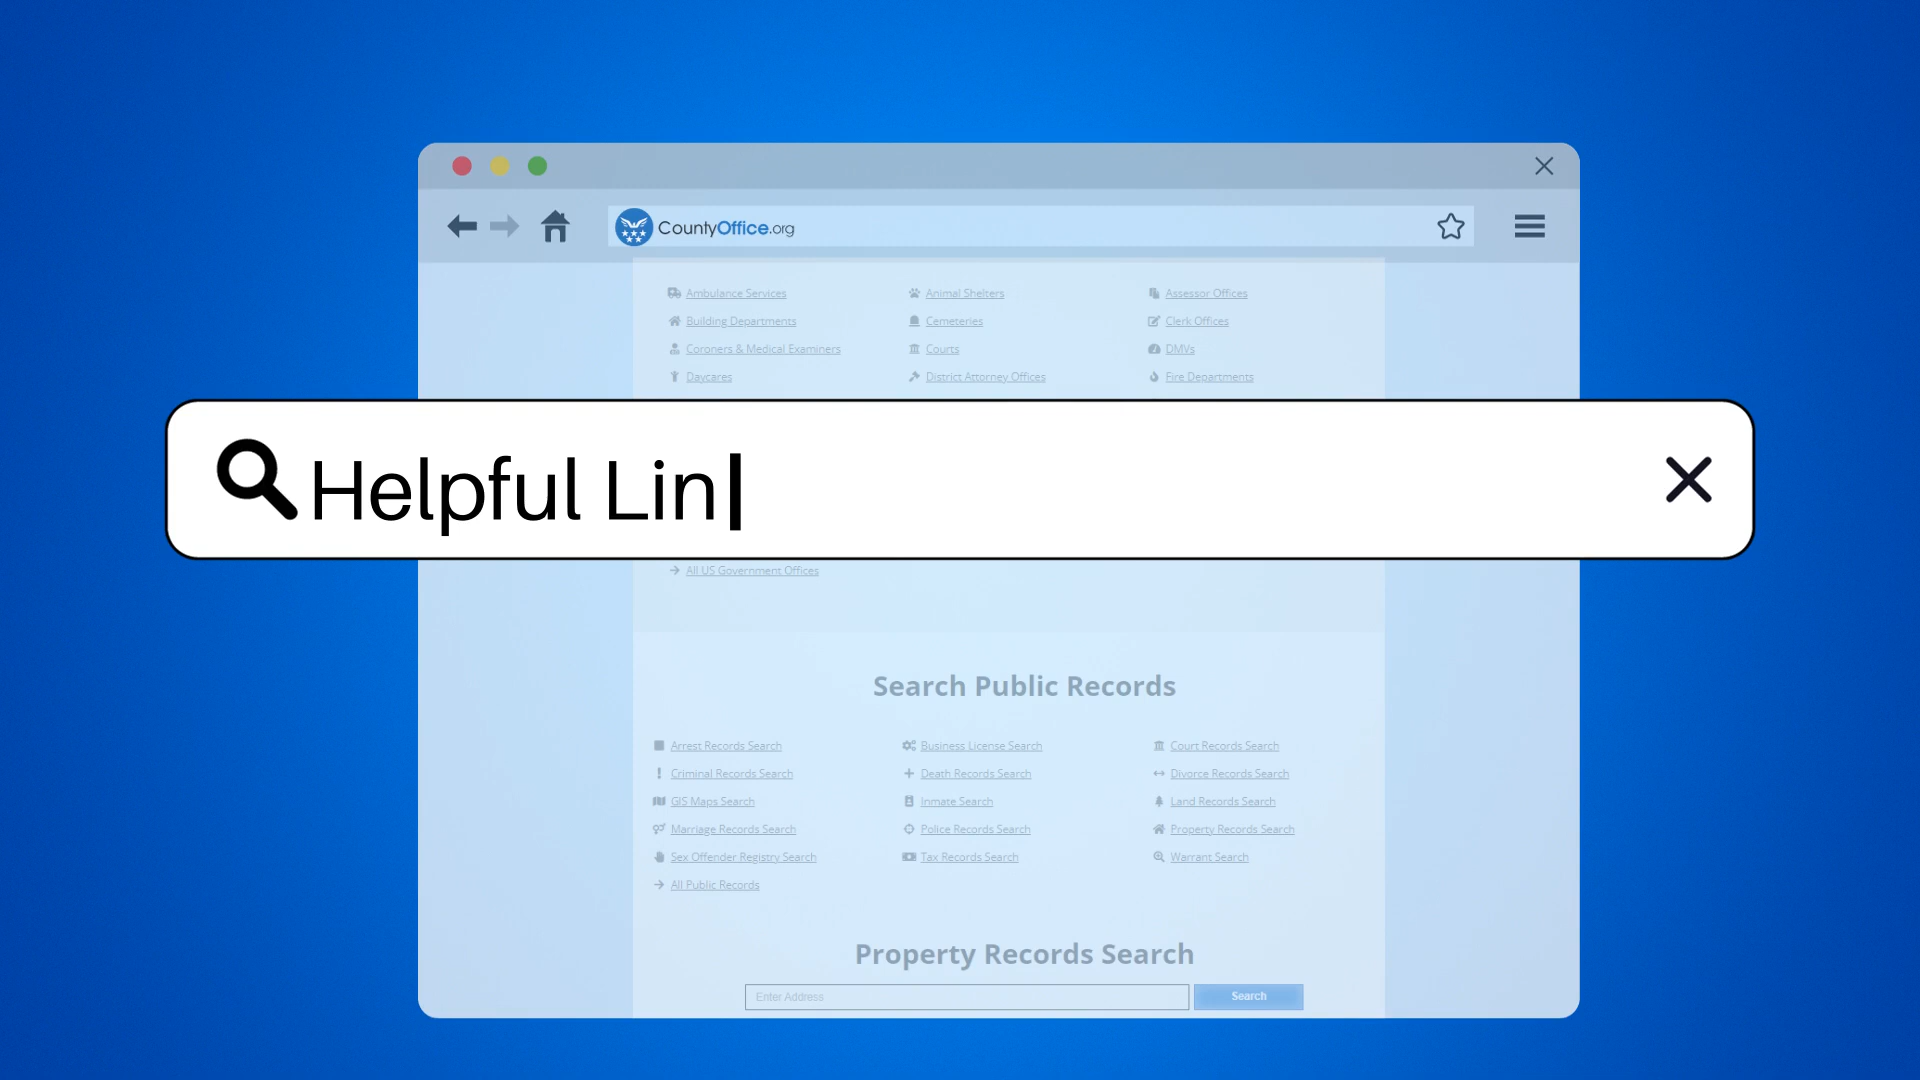 CountyOffice.org
Ambulance Services Animal Shelters Assessor Offices
Building Departments Cemeteries Clerk Offices
Coroners & Medical Examiners Courts DMVs
Daycares District Attorney Offices Fire Departments
Helpful Lin
All US Government Offices
Search Public Records
Arrest Records Search Business License Search Court Records Search
Criminal Records Search Death Records Search Divorce Records Search
GIS Maps Search Inmate Search Land Records Search
Marriage Records Search Police Records Search Property Records Search
Sex Offender Registry Search Tax Records Search Warrant Search
All Public Records
Property Records Search
Enter Address Search